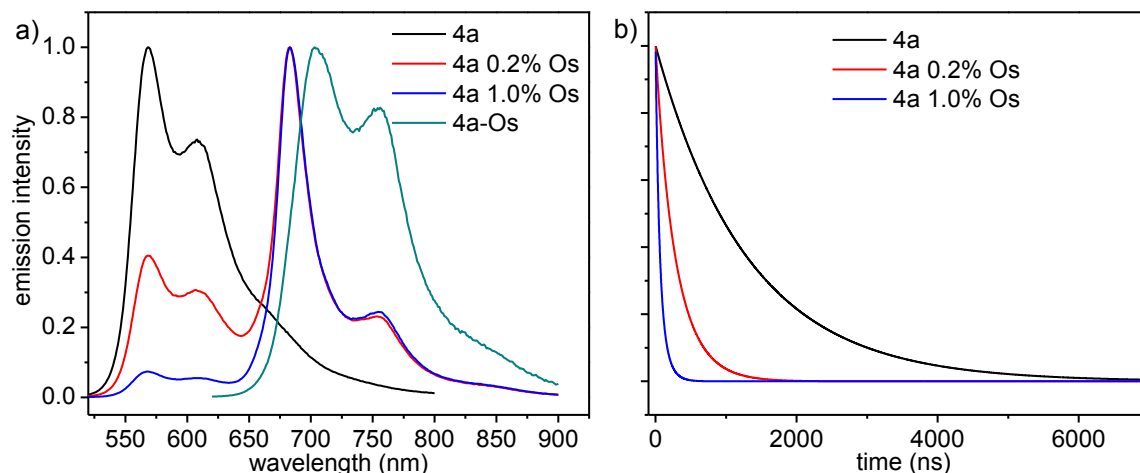 a)
4a
4a 0.2% Os
4a 1.0% Os
4a-Os
1.0
0.8
0.6
0.4
0.2
0.0
emission intensity
550 600 650 700 750 800 850 900
wavelength (nm)
b)
4a
4a 0.2% Os
4a 1.0% Os
0 2000 4000 6000
time (ns)